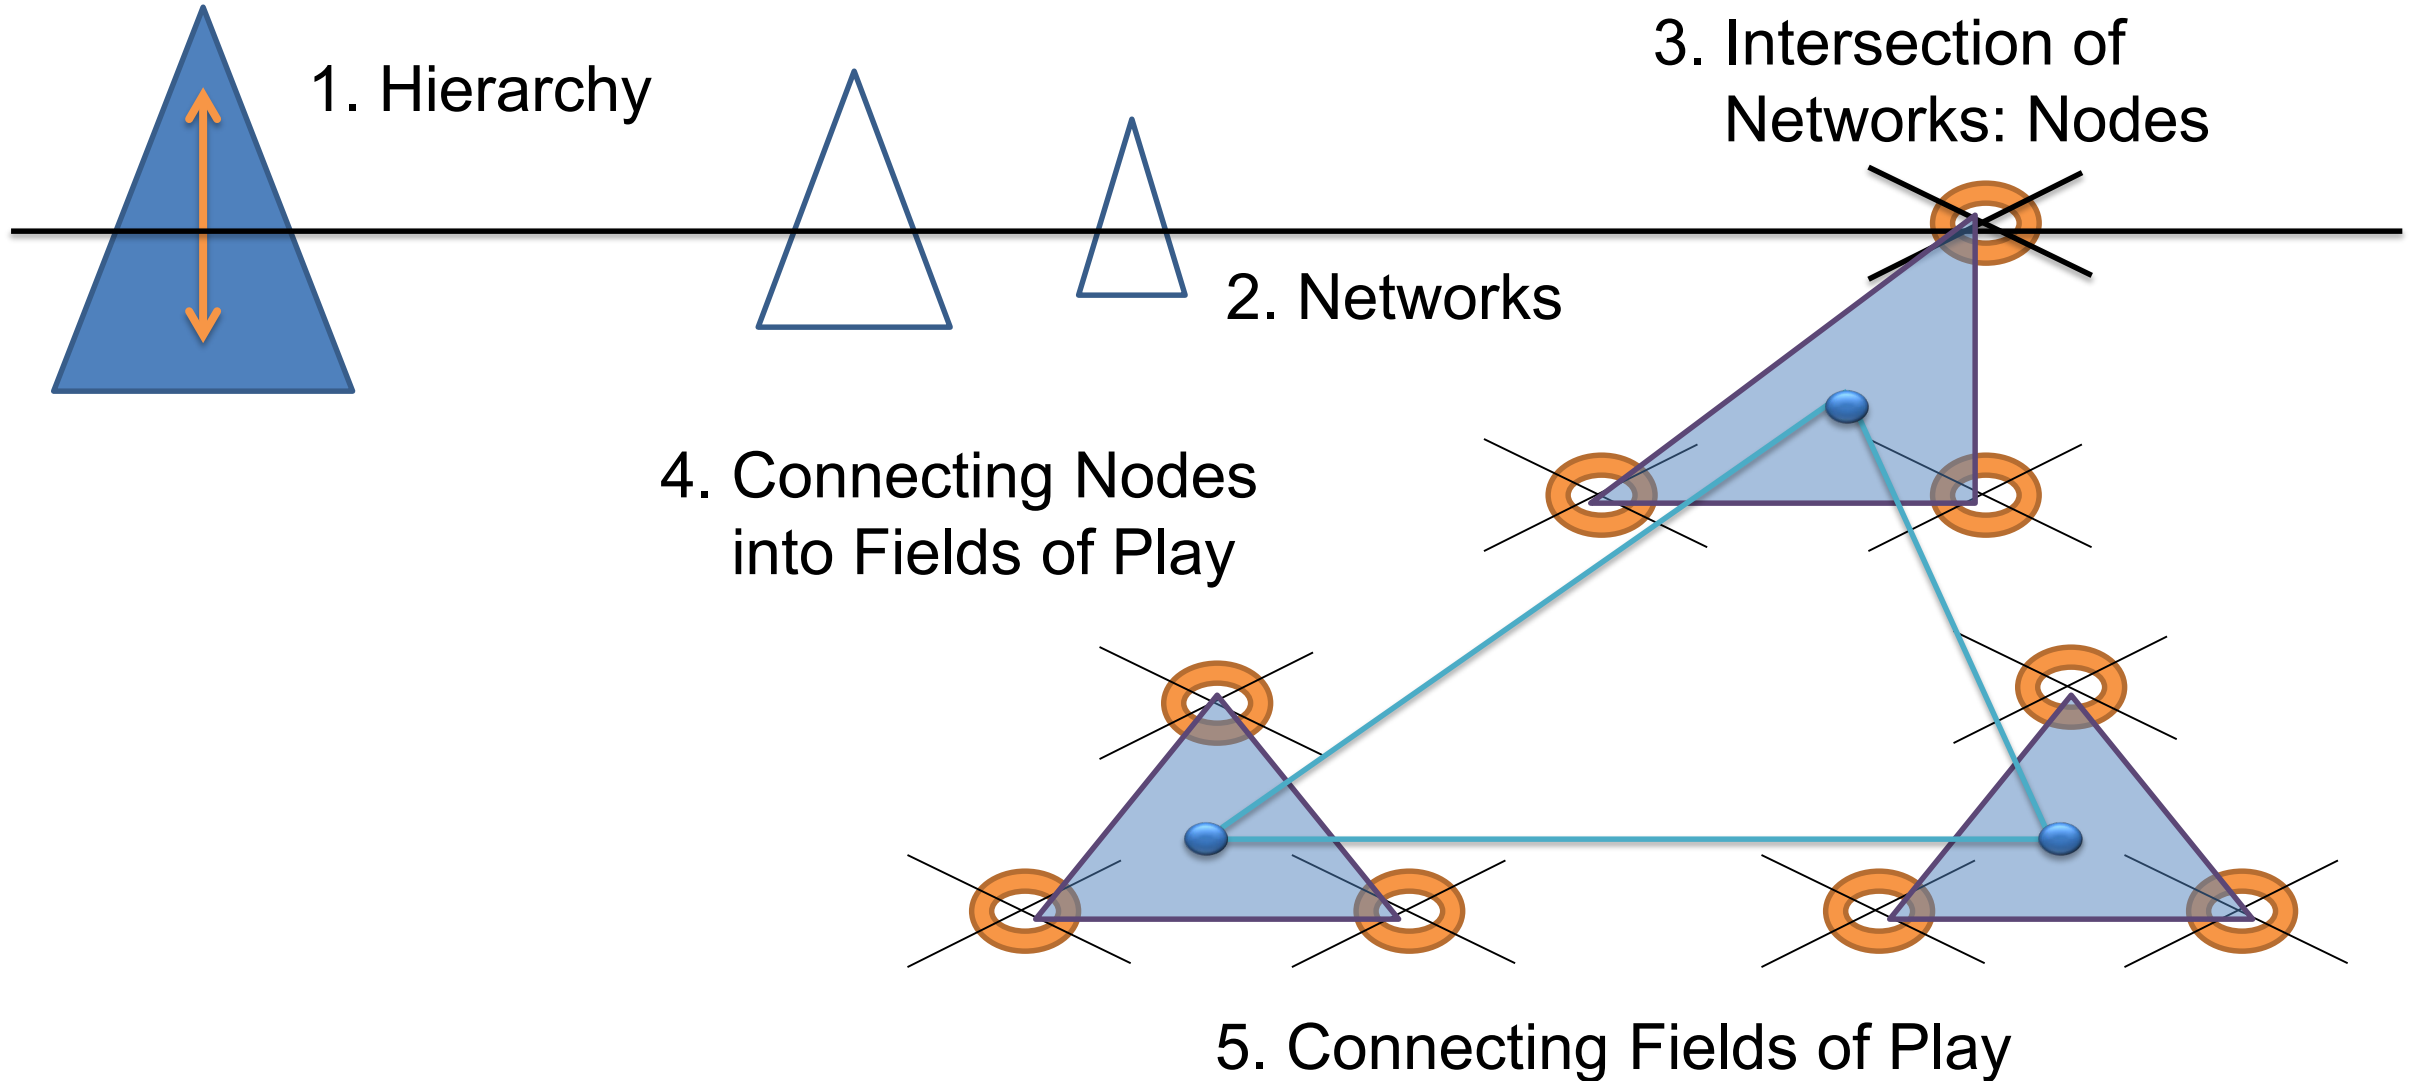 1. Hierarchy
2. Networks
3. Intersection of
Networks: Nodes
4. Connecting Nodes
into Fields of Play
5. Connecting Fields of Play